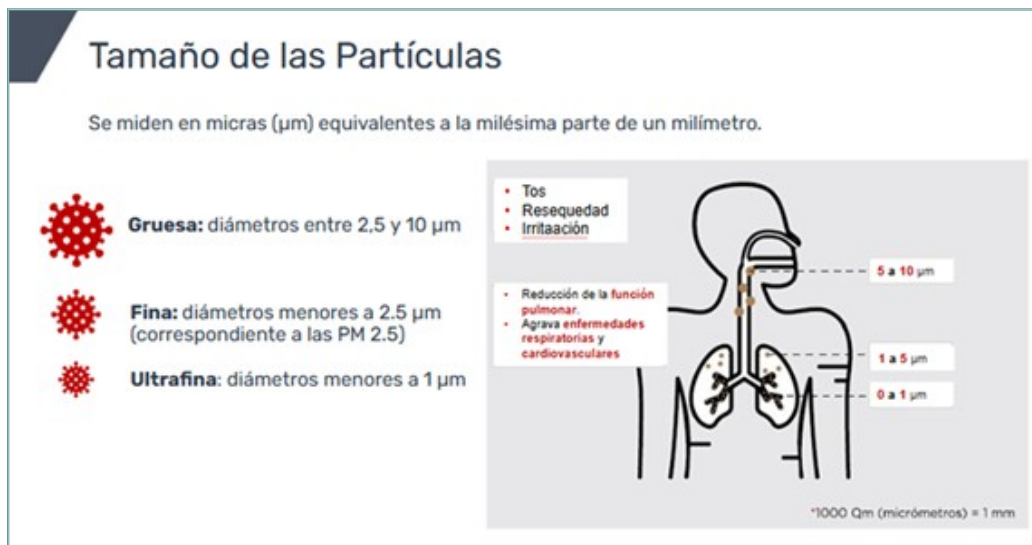 Tamaño de las Partículas
Se miden en micras (µm) equivalentes a la milésima parte de un milímetro.
Gruesa: diámetros entre 2,5 y 10 µm
Fina: diámetros menores a 2.5 µm
(correspondiente a las PM 2.5)
Ultrafina: diámetros menores a 1 µm
• Tos
• Resequedad
• Irritaación
• Reducción de la función
pulmonar.
• Agrava enfermedades
respiratorias y
cardiovasculares
5 a 10 µm
1 a 5 µm
0 a 1 µm
*1000 Qm (micrómetros) = 1 mm